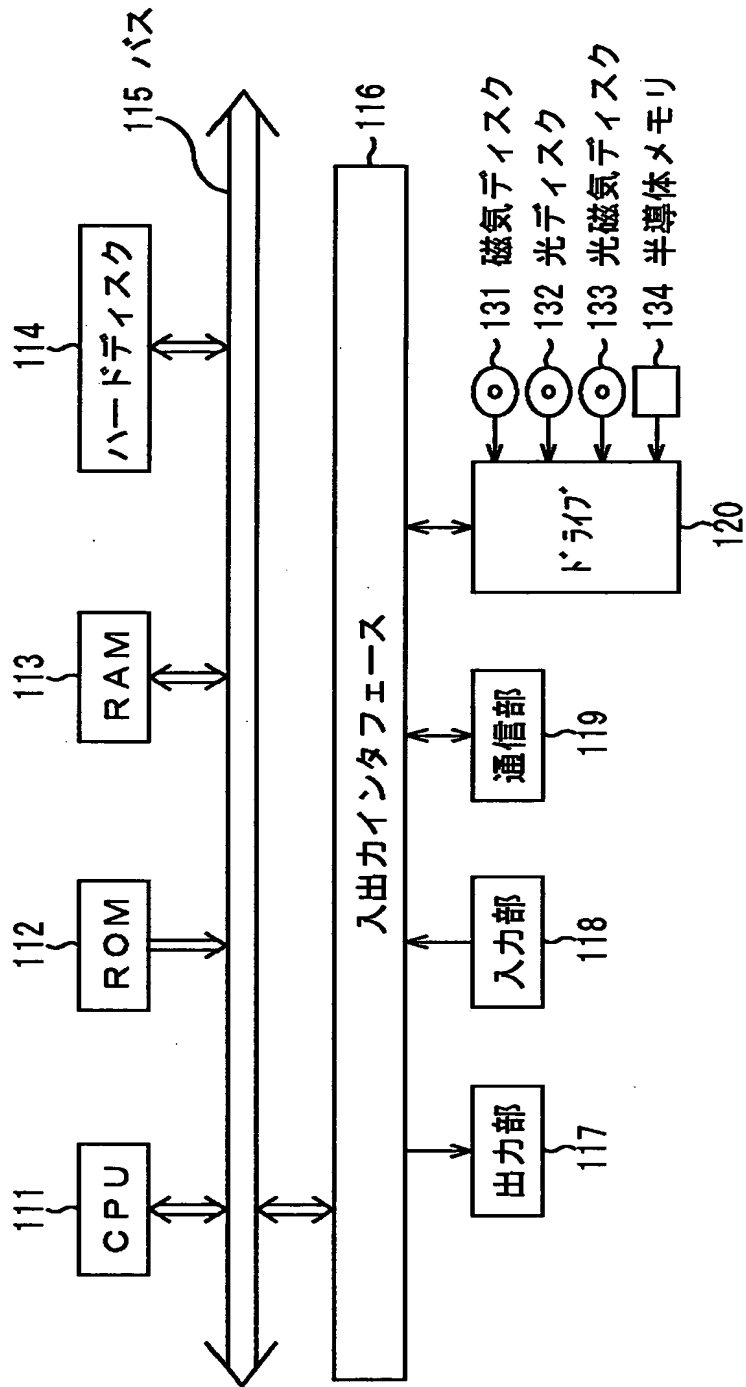 111
CPU
112
ROM
113
RAM
114
ハードディスク
115 バス
116
入出力インタフェース
出力部
117
入力部
118
通信部
119
ドライブ
120
131 磁気ディスク
132 光ディスク
133 光磁気ディスク
134 半導体メモリ